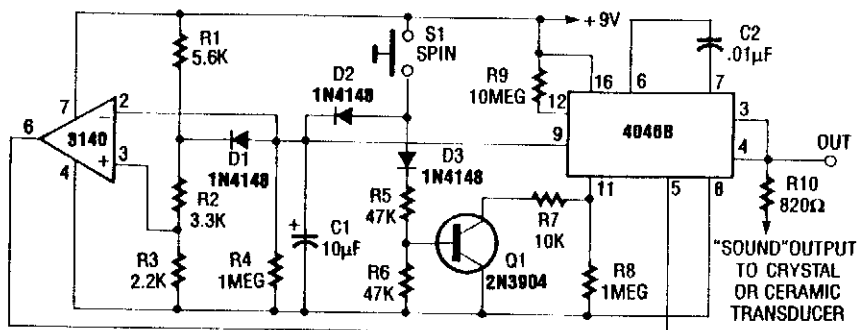 + 9V
R1
5.6K
S1
SPIN
C2
.01µF
D2
1N4148
R9
10MEG
16
6
7
12
7
2
6
3140
3
4
9
4046B
3
4
OUT
D1
1N4148
D3
1N4148
11
5
8
R2
3.3K
R5
47K
R7
10K
R10
820Ω
C1
10µF
R3
2.2K
R4
1MEG
R6
47K
Q1
2N3904
R8
1MEG
"SOUND" OUTPUT
TO CRYSTAL
OR CERAMIC
TRANSDUCER
+
−
+